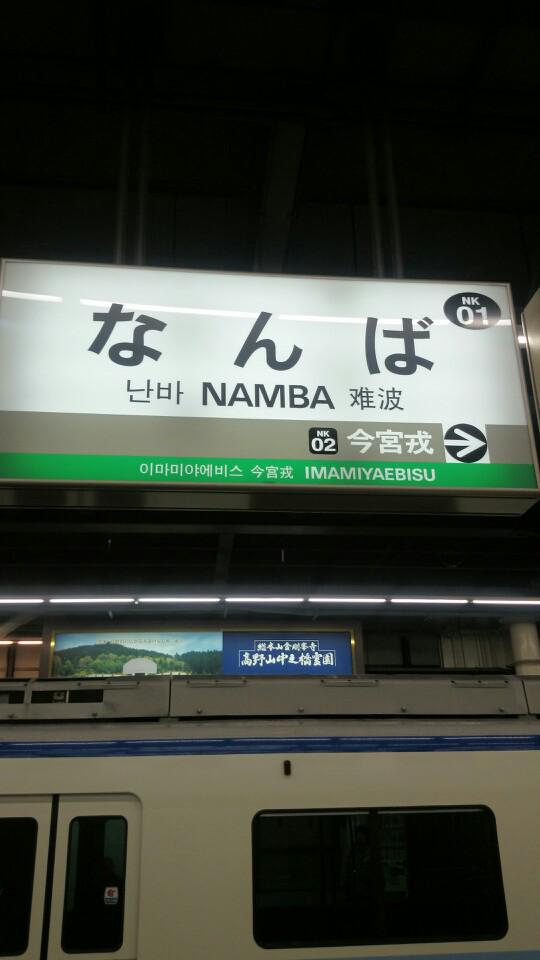 NK
01
なんば
난바 NAMBA 难波
NK
02 今宮戎
이마미야에비스 今宫戎 IMAMIYAEBISU
総本山金剛峯寺
高野山中之橋霊園